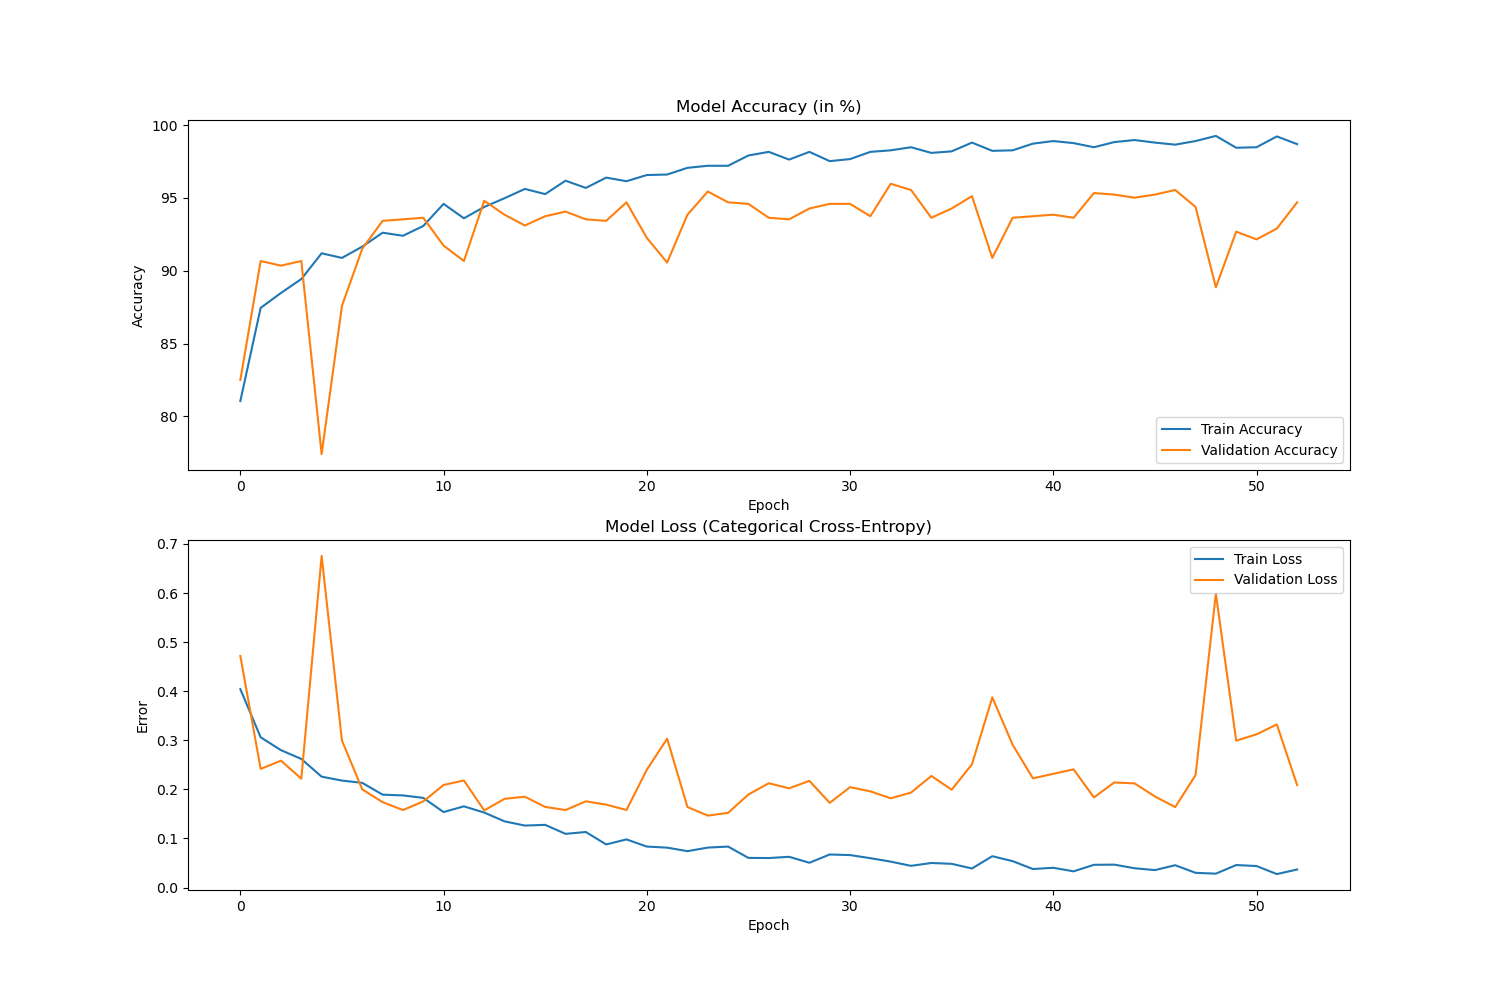 Model Accuracy (in %)
100
95
90
85
80
Accuracy
Train Accuracy
Validation Accuracy
0 10 20 30 40 50
Epoch
Model Loss (Categorical Cross-Entropy)
0.7
0.6
0.5
0.4
0.3
0.2
0.1
0.0
Error
Train Loss
Validation Loss
0 10 20 30 40 50
Epoch